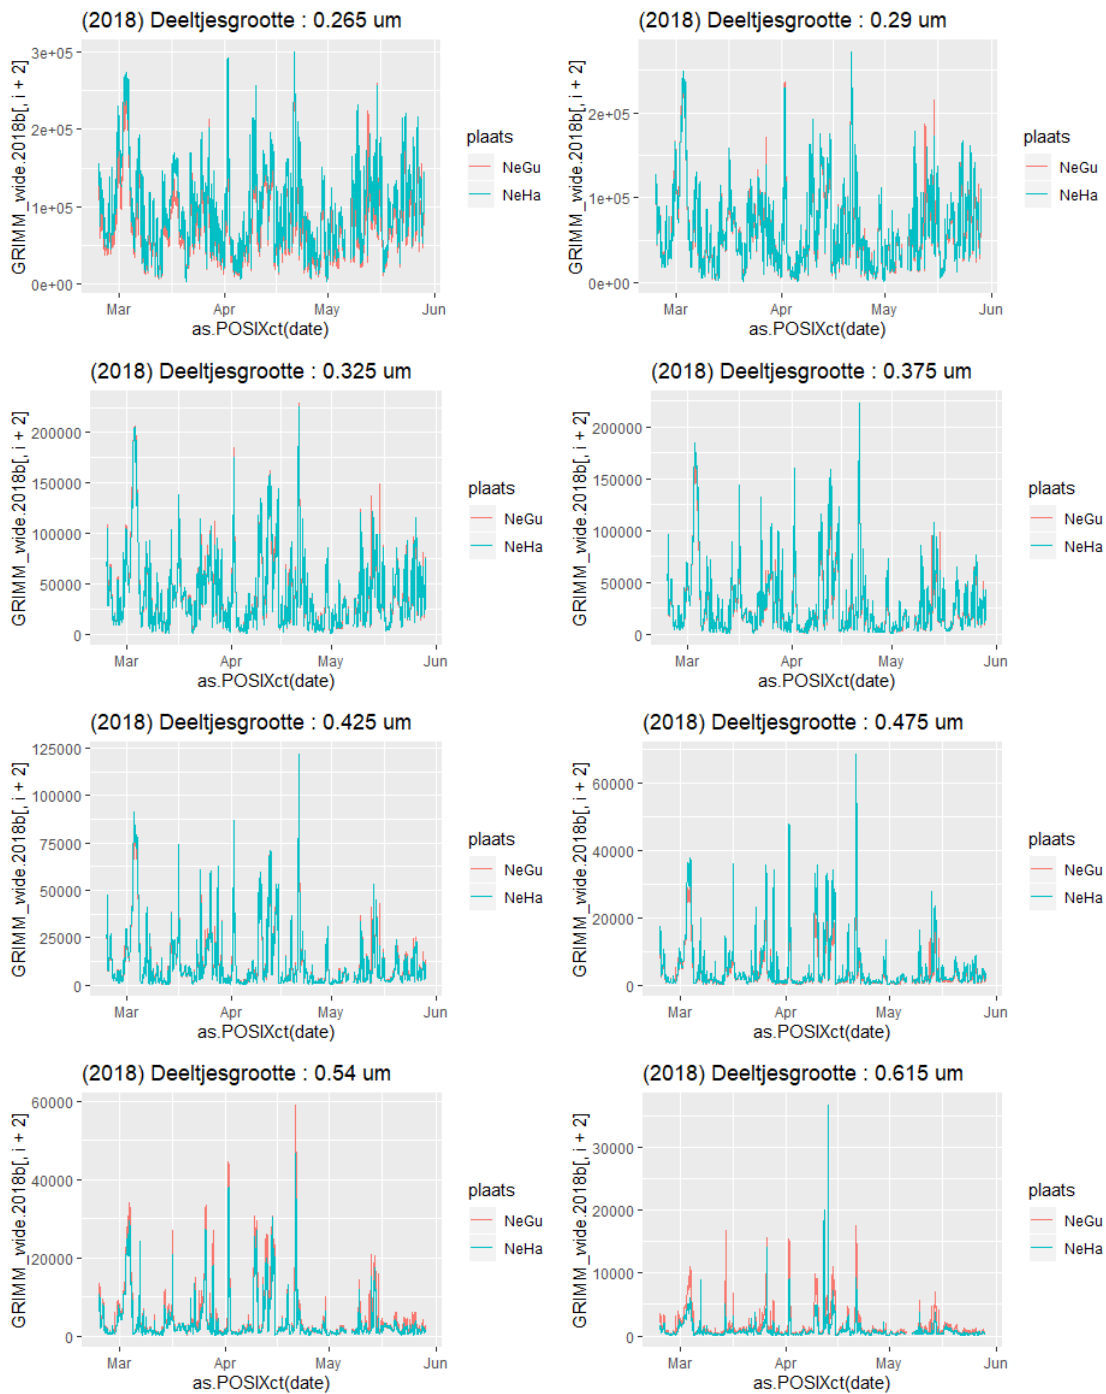 (2018) Deeltjesgrootte : 0.265 um
GRIMM_wide.2018b[, i + 2]
3e+05
2e+05
1e+05
0e+00
Mar Apr May Jun
as.POSIXct(date)
plaats
NeGu
NeHa
(2018) Deeltjesgrootte : 0.29 um
GRIMM_wide.2018b[, i + 2]
2e+05
1e+05
0e+00
Mar Apr May Jun
as.POSIXct(date)
plaats
NeGu
NeHa
(2018) Deeltjesgrootte : 0.325 um
GRIMM_wide.2018b[, i + 2]
200000
150000
100000
50000
0
Mar Apr May Jun
as.POSIXct(date)
plaats
NeGu
NeHa
(2018) Deeltjesgrootte : 0.375 um
GRIMM_wide.2018b[, i + 2]
200000
150000
100000
50000
0
Mar Apr May Jun
as.POSIXct(date)
plaats
NeGu
NeHa
(2018) Deeltjesgrootte : 0.425 um
GRIMM_wide.2018b[, i + 2]
125000
100000
75000
50000
25000
0
Mar Apr May Jun
as.POSIXct(date)
plaats
NeGu
NeHa
(2018) Deeltjesgrootte : 0.475 um
GRIMM_wide.2018b[, i + 2]
60000
40000
20000
0
Mar Apr May Jun
as.POSIXct(date)
plaats
NeGu
NeHa
(2018) Deeltjesgrootte : 0.54 um
GRIMM_wide.2018b[, i + 2]
60000
40000
20000
0
Mar Apr May Jun
as.POSIXct(date)
plaats
NeGu
NeHa
(2018) Deeltjesgrootte : 0.615 um
GRIMM_wide.2018b[, i + 2]
30000
20000
10000
0
Mar Apr May Jun
as.POSIXct(date)
plaats
NeGu
NeHa